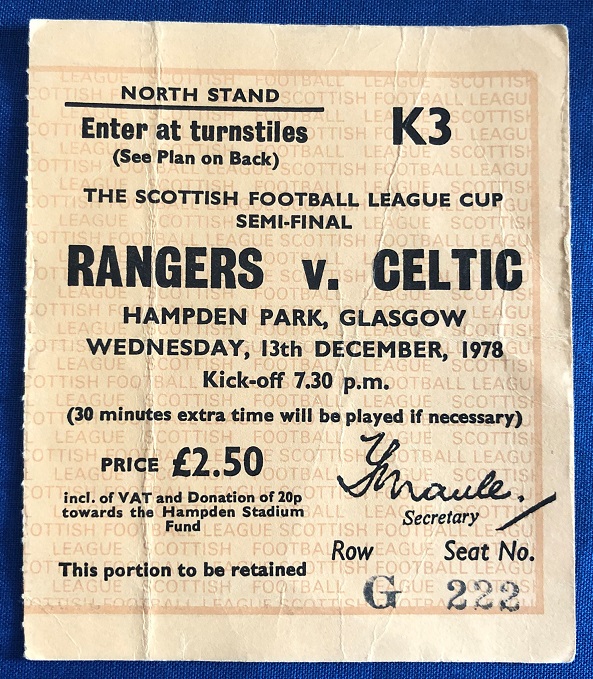 NORTH STAND
Enter at turnstiles
K3
(See Plan on Back)
THE SCOTTISH FOOTBALL LEAGUE CUP
SEMI-FINAL
RANGERS v. CELTIC
HAMPDEN PARK, GLASGOW
WEDNESDAY, 13th DECEMBER, 1978
Kick-off 7.30 p.m.
(30 minutes extra time will be played if necessary)
PRICE £2.50
incl. of VAT and Donation of 20p
towards the Hampden Stadium
Fund
Secretary
Row Seat No.
This portion to be retained
G 222